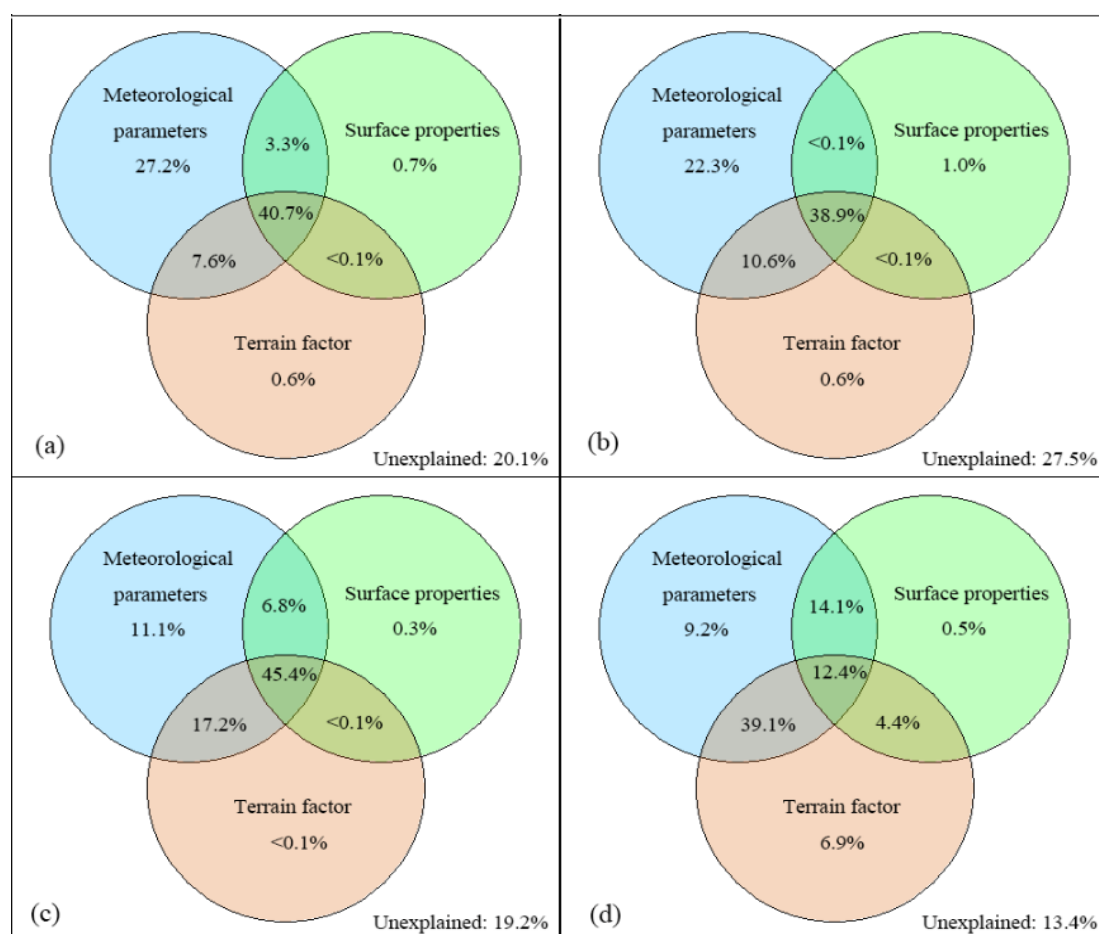 Meteorological
parameters
27.2%
3.3%
Surface properties
0.7%
40.7%
7.6%
<0.1%
Terrain factor
0.6%
(a)
Unexplained: 20.1%
Meteorological
parameters
22.3%
<0.1%
Surface properties
1.0%
38.9%
10.6%
<0.1%
Terrain factor
0.6%
(b)
Unexplained: 27.5%
Meteorological
parameters
11.1%
6.8%
Surface properties
0.3%
45.4%
17.2%
<0.1%
Terrain factor
<0.1%
(c)
Unexplained: 19.2%
Meteorological
parameters
9.2%
14.1%
Surface properties
0.5%
12.4%
39.1%
4.4%
Terrain factor
6.9%
(d)
Unexplained: 13.4%